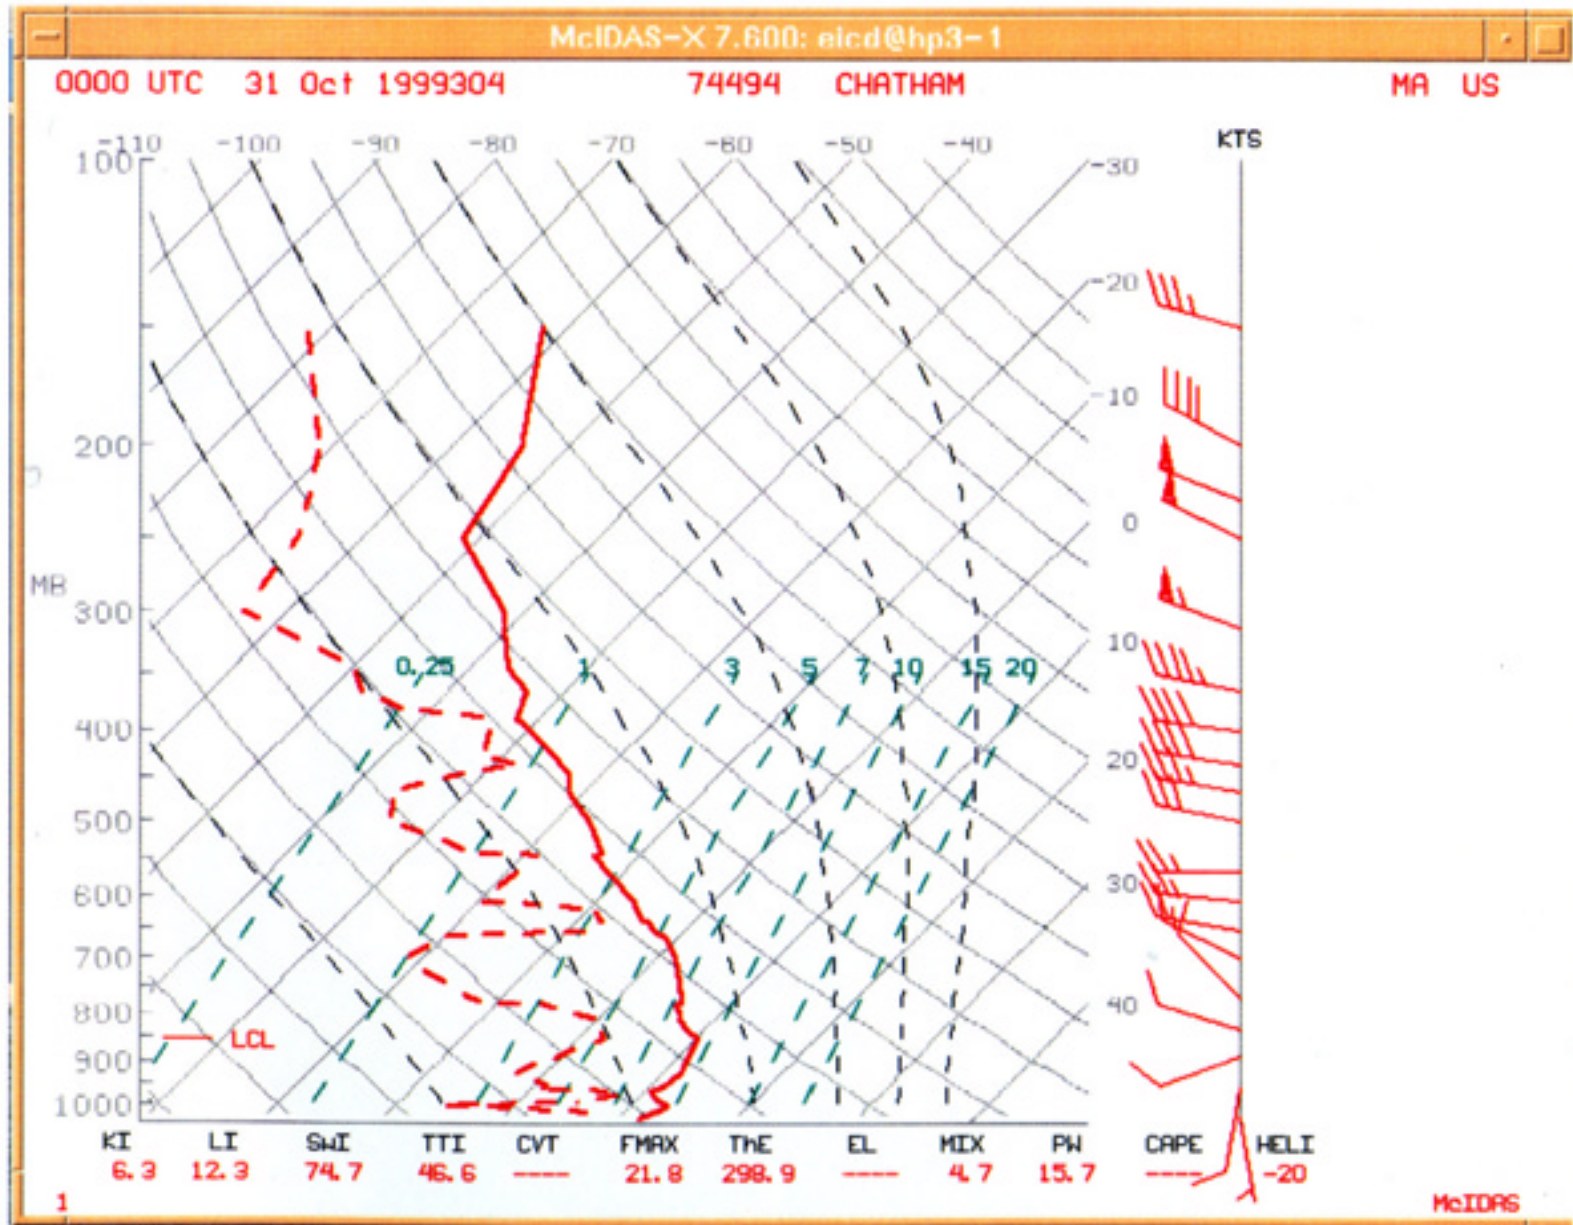 McIDAS-X 7.600: eicd@hp3-1
0000 UTC 31 Oct 1999304 74494 CHATHAM MA US
-110 -100 -90 -80 -70 -60 -50 -40 KTS
100 -30
-20
-10
200
0
MB
300
10
0.25 1 3 5 7 10 15 20
400
20
500
30
600
700
40
800
LCL
900
1000
KI LI SWI TTI CVT FMAX ThE EL MIX PW CAPE HELI
6.3 12.3 74.7 46.6 ---- 21.8 298.9 ---- 4.7 15.7 ---- -20
1 McIDAS